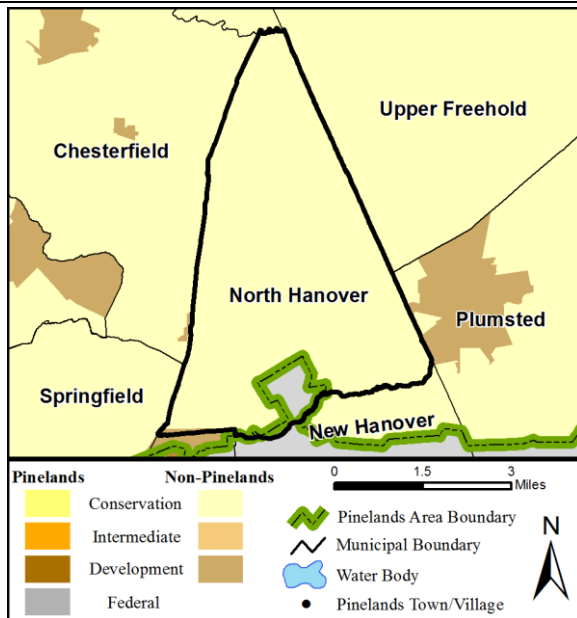 Upper Freehold
Chesterfield
North Hanover
Plumsted
Springfield
New Hanover
Pinelands Non-Pinelands
Conservation
Intermediate
Development
Federal
0 1.5 3
Miles
Pinelands Area Boundary
Municipal Boundary
Water Body
Pinelands Town/Village
N